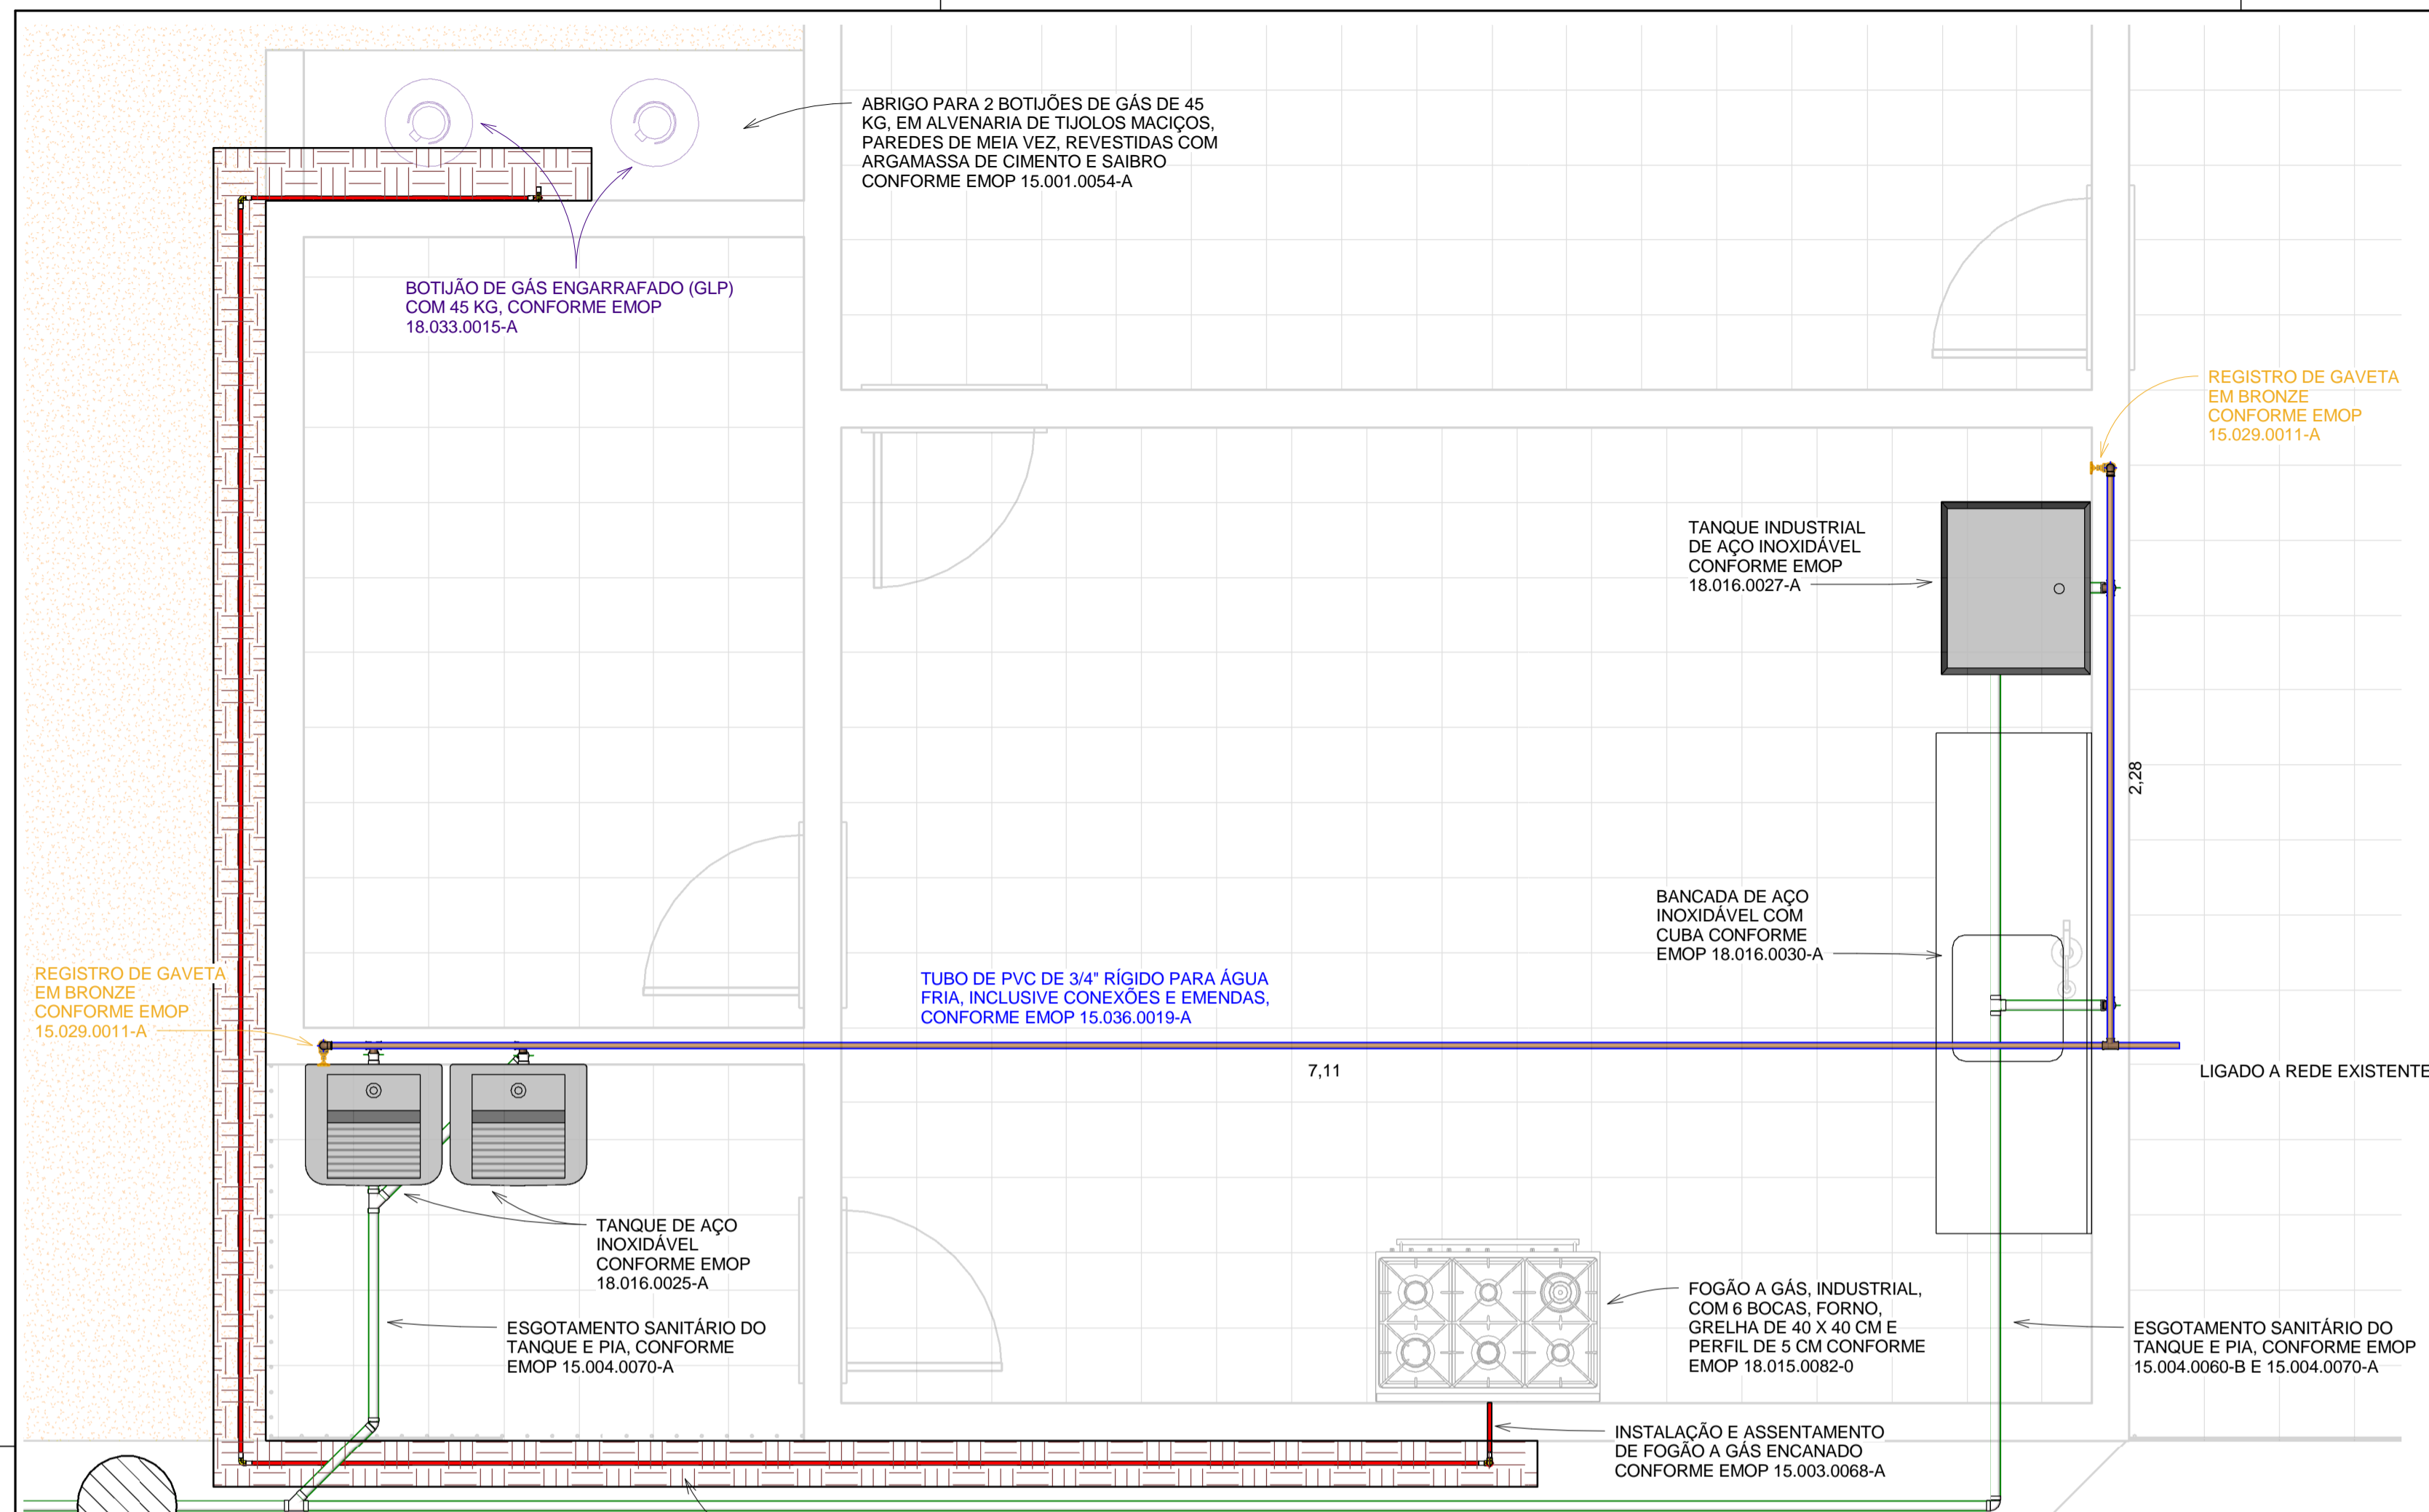 ABRIGO PARA 2 BOTIJÕES DE GÁS DE 45
KG, EM ALVENARIA DE TIJOLOS MACIÇOS,
PAREDES DE MEIA VEZ, REVESTIDAS COM
ARGAMASSA DE CIMENTO E SAIBRO
CONFORME EMOP 15.001.0054-A
BOTIJÃO DE GÁS ENGARRAFADO (GLP)
COM 45 KG, CONFORME EMOP
18.033.0015-A
REGISTRO DE GAVETA
EM BRONZE
CONFORME EMOP
15.029.0011-A
TANQUE INDUSTRIAL
DE AÇO INOXIDÁVEL
CONFORME EMOP
18.016.0027-A
2,28
BANCADA DE AÇO
INOXIDÁVEL COM
CUBA CONFORME
EMOP 18.016.0030-A
REGISTRO DE GAVETA
EM BRONZE
CONFORME EMOP
15.029.0011-A
TUBO DE PVC DE 3/4" RÍGIDO PARA ÁGUA
FRIA, INCLUSIVE CONEXÕES E EMENDAS,
CONFORME EMOP 15.036.0019-A
7,11
LIGADO A REDE EXISTENTE
TANQUE DE AÇO
INOXIDÁVEL
CONFORME EMOP
18.016.0025-A
ESGOTAMENTO SANITÁRIO DO
TANQUE E PIA, CONFORME
EMOP 15.004.0070-A
FOGÃO A GÁS, INDUSTRIAL,
COM 6 BOCAS, FORNO,
GRELHA DE 40 X 40 CM E
PERFIL DE 5 CM CONFORME
EMOP 18.015.0082-0
ESGOTAMENTO SANITÁRIO DO
TANQUE E PIA, CONFORME EMOP
15.004.0060-B E 15.004.0070-A
INSTALAÇÃO E ASSENTAMENTO
DE FOGÃO A GÁS ENCANADO
CONFORME EMOP 15.003.0068-A